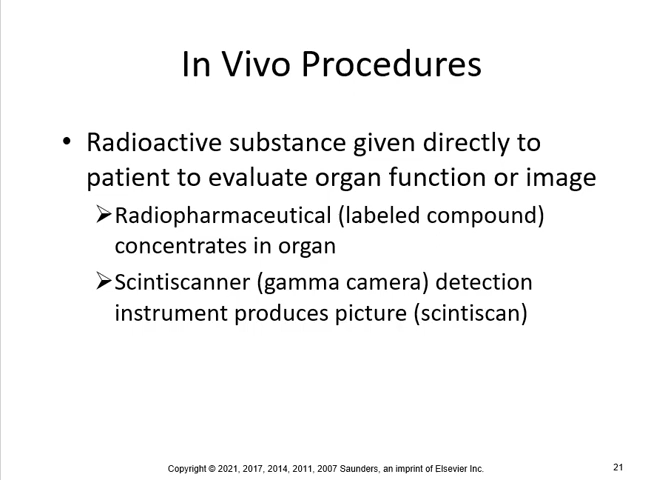 In Vivo Procedures
• Radioactive substance given directly to
patient to evaluate organ function or image
➢Radiopharmaceutical (labeled compound)
concentrates in organ
➢Scintiscanner (gamma camera) detection
instrument produces picture (scintiscan)
Copyright © 2021, 2017, 2014, 2011, 2007 Saunders, an imprint of Elsevier Inc.
21